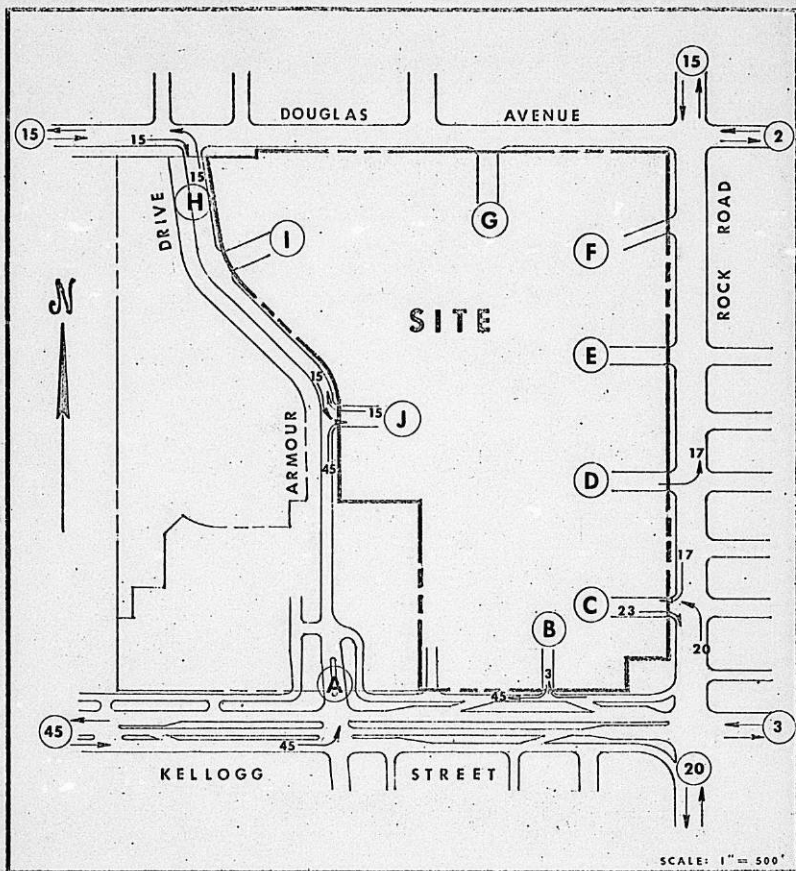 15
DOUGLAS AVENUE
15
15
2
15
H
G
DRIVE
I
F
ROCK ROAD
N
SITE
E
15
15
J
ARMOUR
45
17
D
17
C
23
B
20
3
A
45
45
45
3
KELLOGG STREET
20
SCALE: 1" = 500'